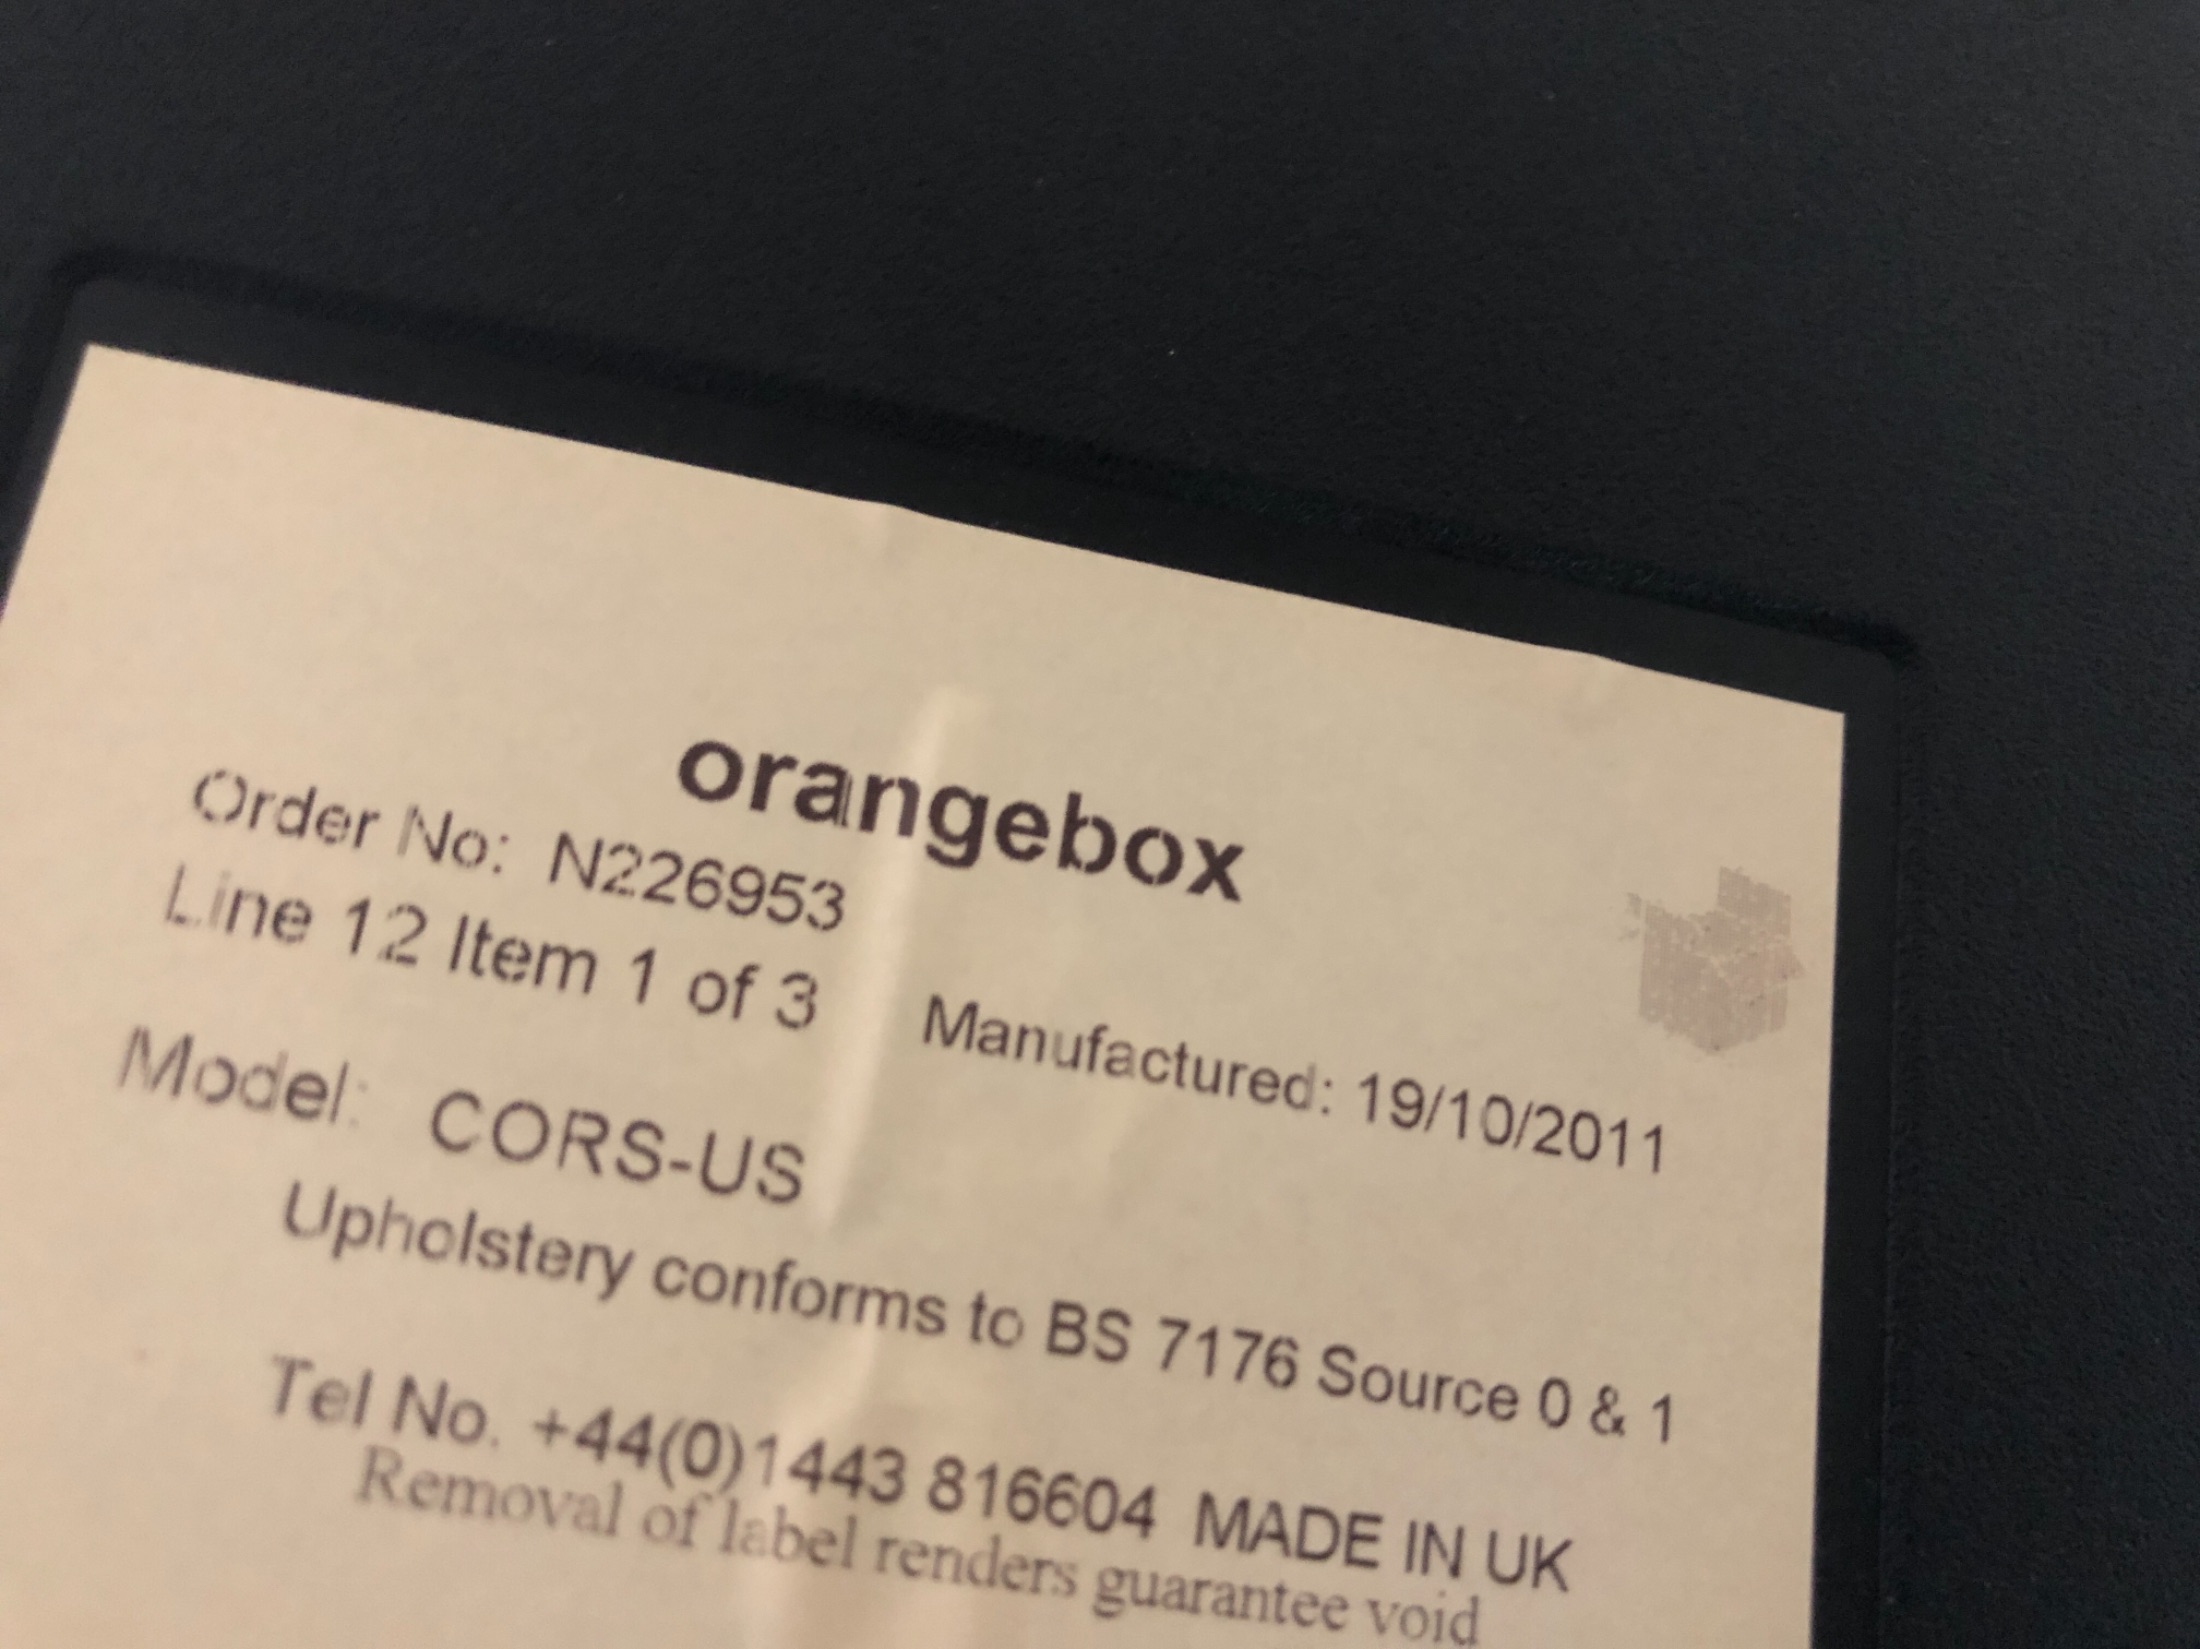 orangebox
Order No: N226953
Line 12 Item 1 of 3 Manufactured: 19/10/2011
Model: CORS-US
Upholstery conforms to BS 7176 Source 0 & 1
Tel No. +44(0)1443 816604 MADE IN UK
Removal of label renders guarantee void